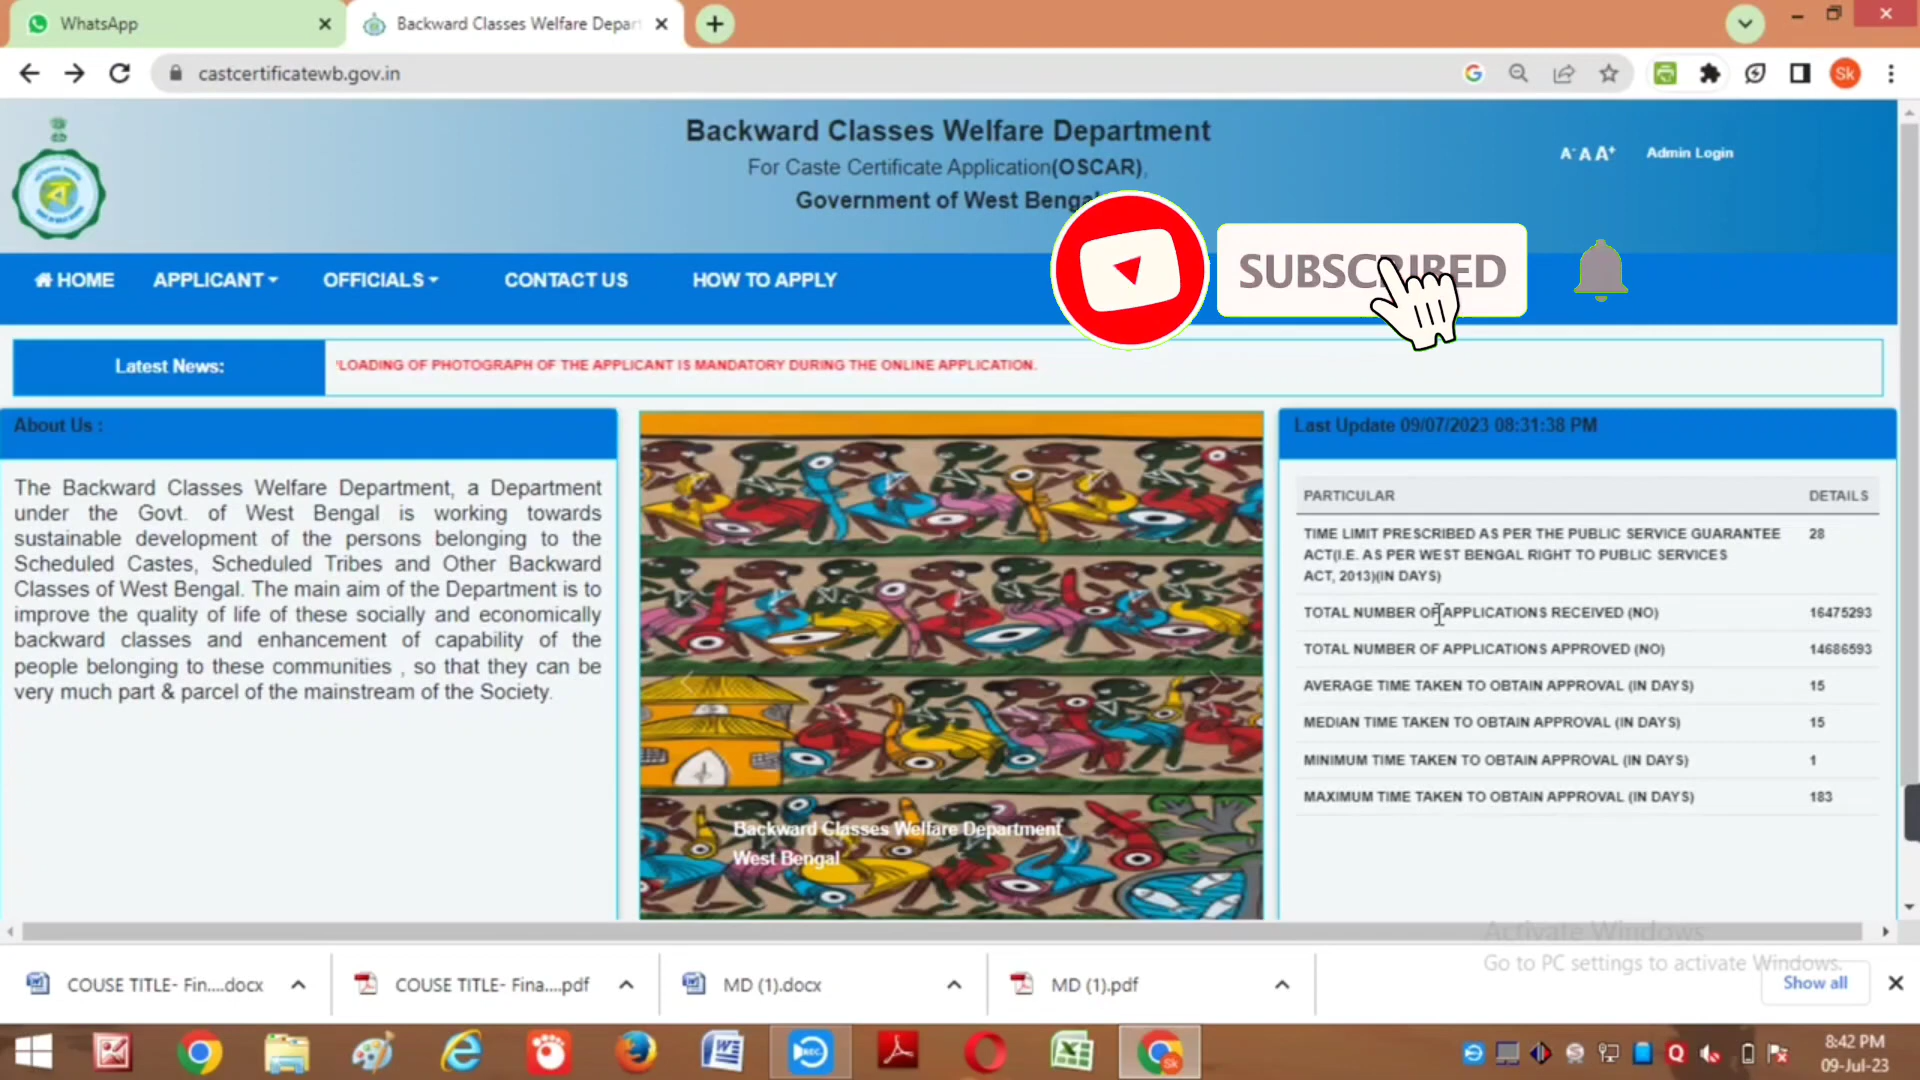 WhatsApp
Backward Classes Welfare Depar
castcertificatewb.gov.in
Sk
Backward Classes Welfare Department
For Caste Certificate Application(OSCAR),
Government of West Benga
A- A A+
Admin Login
HOME
APPLICANT
OFFICIALS
CONTACT US
HOW TO APPLY
SUBSCRIBED
Latest News:
LOADING OF PHOTOGRAPH OF THE APPLICANT IS MANDATORY DURING THE ONLINE APPLICATION.
About Us :
The Backward Classes Welfare Department, a Department
under the Govt. of West Bengal is working towards
sustainable development of the persons belonging to the
Scheduled Castes, Scheduled Tribes and Other Backward
Classes of West Bengal. The main aim of the Department is to
improve the quality of life of these socially and economically
backward classes and enhancement of capability of the
people belonging to these communities , so that they can be
very much part & parcel of the mainstream of the Society.
Backward Classes Welfare Department
West Bengal
Last Update 09/07/2023 08:31:38 PM
PARTICULAR DETAILS
TIME LIMIT PRESCRIBED AS PER THE PUBLIC SERVICE GUARANTEE 28
ACT(I.E. AS PER WEST BENGAL RIGHT TO PUBLIC SERVICES
ACT, 2013)(IN DAYS)
TOTAL NUMBER OF APPLICATIONS RECEIVED (NO) 16475293
TOTAL NUMBER OF APPLICATIONS APPROVED (NO) 14686593
AVERAGE TIME TAKEN TO OBTAIN APPROVAL (IN DAYS) 15
MEDIAN TIME TAKEN TO OBTAIN APPROVAL (IN DAYS) 15
MINIMUM TIME TAKEN TO OBTAIN APPROVAL (IN DAYS) 1
MAXIMUM TIME TAKEN TO OBTAIN APPROVAL (IN DAYS) 183
Activate Windows
Go to PC settings to activate Windows.
COUSE TITLE- Fin....docx
COUSE TITLE- Fina....pdf
MD (1).docx
MD (1).pdf
Show all
REC
Sk
8:42 PM
09-Jul-23